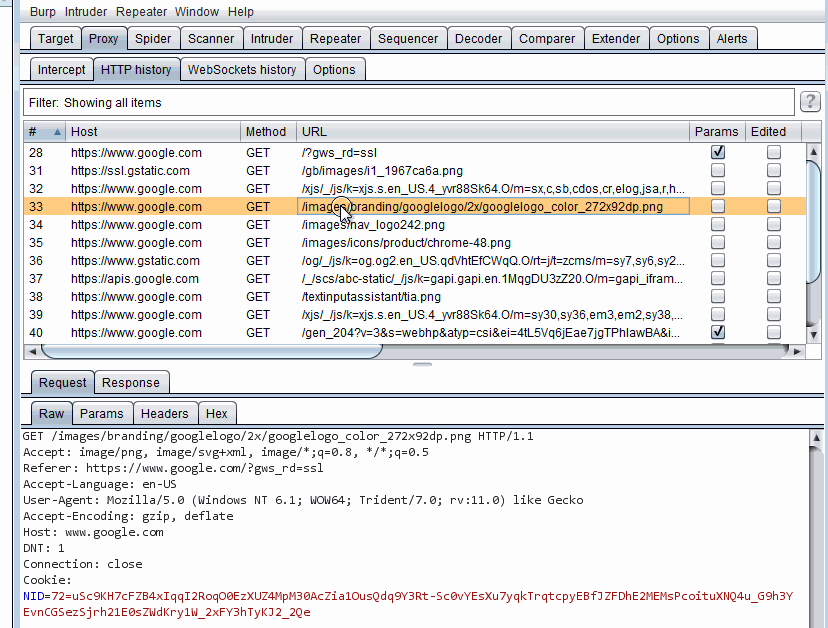 Burp Intruder Repeater Window Help
Target Proxy Spider Scanner Intruder Repeater Sequencer Decoder Comparer Extender Options Alerts
Intercept HTTP history WebSockets history Options
Filter: Showing all items ?
# Host Method URL Params Edited
28 https://www.google.com GET /?gws_rd=ssl
31 https://ssl.gstatic.com GET /gb/images/i1_1967ca6a.png
32 https://www.google.com GET /xjs/_/js/k=xjs.s.en_US.4_yvr88Sk64.O/m=sx,c,sb,cdos,cr,elog,jsa,r,h...
33 https://www.google.com GET /images/branding/googlelogo/2x/googlelogo_color_272x92dp.png
34 https://www.google.com GET /images/nav_logo242.png
35 https://www.google.com GET /images/icons/product/chrome-48.png
36 https://www.gstatic.com GET /og/_/js/k=og.og2.en_US.qdVhtEfCWqQ.O/rt=j/t=zcms/m=sy7,sy6,sy2...
37 https://apis.google.com GET /_/scs/abc-static/_/js/k=gapi.gapi.en.1MqgDU3zZ20.O/m=gapi_ifram...
38 https://www.google.com GET /textinputassistant/tia.png
39 https://www.google.com GET /xjs/_/js/k=xjs.s.en_US.4_yvr88Sk64.O/m=sy30,sy36,em3,em2,sy38,...
40 https://www.google.com GET /gen_204?v=3&s=webhp&atyp=csi&ei=4tL5Vq6jEae7jgTPhIawBA&i...
Request Response
Raw Params Headers Hex
GET /images/branding/googlelogo/2x/googlelogo_color_272x92dp.png HTTP/1.1
Accept: image/png, image/svg+xml, image/*;q=0.8, */*;q=0.5
Referer: https://www.google.com/?gws_rd=ssl
Accept-Language: en-US
User-Agent: Mozilla/5.0 (Windows NT 6.1; WOW64; Trident/7.0; rv:11.0) like Gecko
Accept-Encoding: gzip, deflate
Host: www.google.com
DNT: 1
Connection: close
Cookie:
NID=72=uSc9KH7cFZB4xIqqI2RoqO0EzXUZ4MpM30AcZia1OusQdq9Y3Rt-Sc0vYEsXu7yqkTrqtcpyEBfJZFDhE2MEMsPcoituXNQ4u_G9h3Y
EvnCGSezSjrh21E0sZWdKry1W_2xFY3hTyKJ2_2Qe